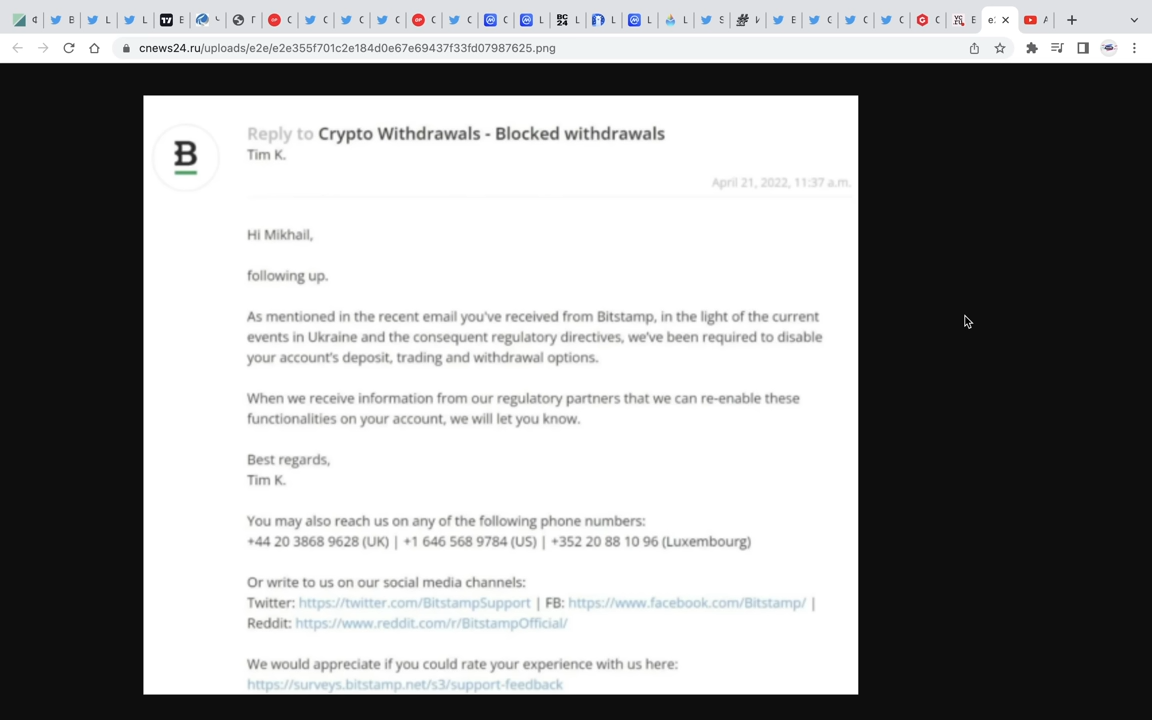 cnews24.ru/uploads/e2e/e2e355f701c2e184d0e67e69437f33fd07987625.png
Reply to Crypto Withdrawals - Blocked withdrawals
Tim K.
April 21, 2022, 11:37 a.m.
Hi Mikhail,
following up.
As mentioned in the recent email you've received from Bitstamp, in the light of the current
events in Ukraine and the consequent regulatory directives, we've been required to disable
your account's deposit, trading and withdrawal options.
When we receive information from our regulatory partners that we can re-enable these
functionalities on your account, we will let you know.
Best regards,
Tim K.
You may also reach us on any of the following phone numbers:
+44 20 3868 9628 (UK) | +1 646 568 9784 (US) | +352 20 88 10 96 (Luxembourg)
Or write to us on our social media channels:
Twitter: https://twitter.com/BitstampSupport | FB: https://www.facebook.com/Bitstamp/ |
Reddit: https://www.reddit.com/r/BitstampOfficial/
We would appreciate if you could rate your experience with us here:
https://surveys.bitstamp.net/s3/support-feedback